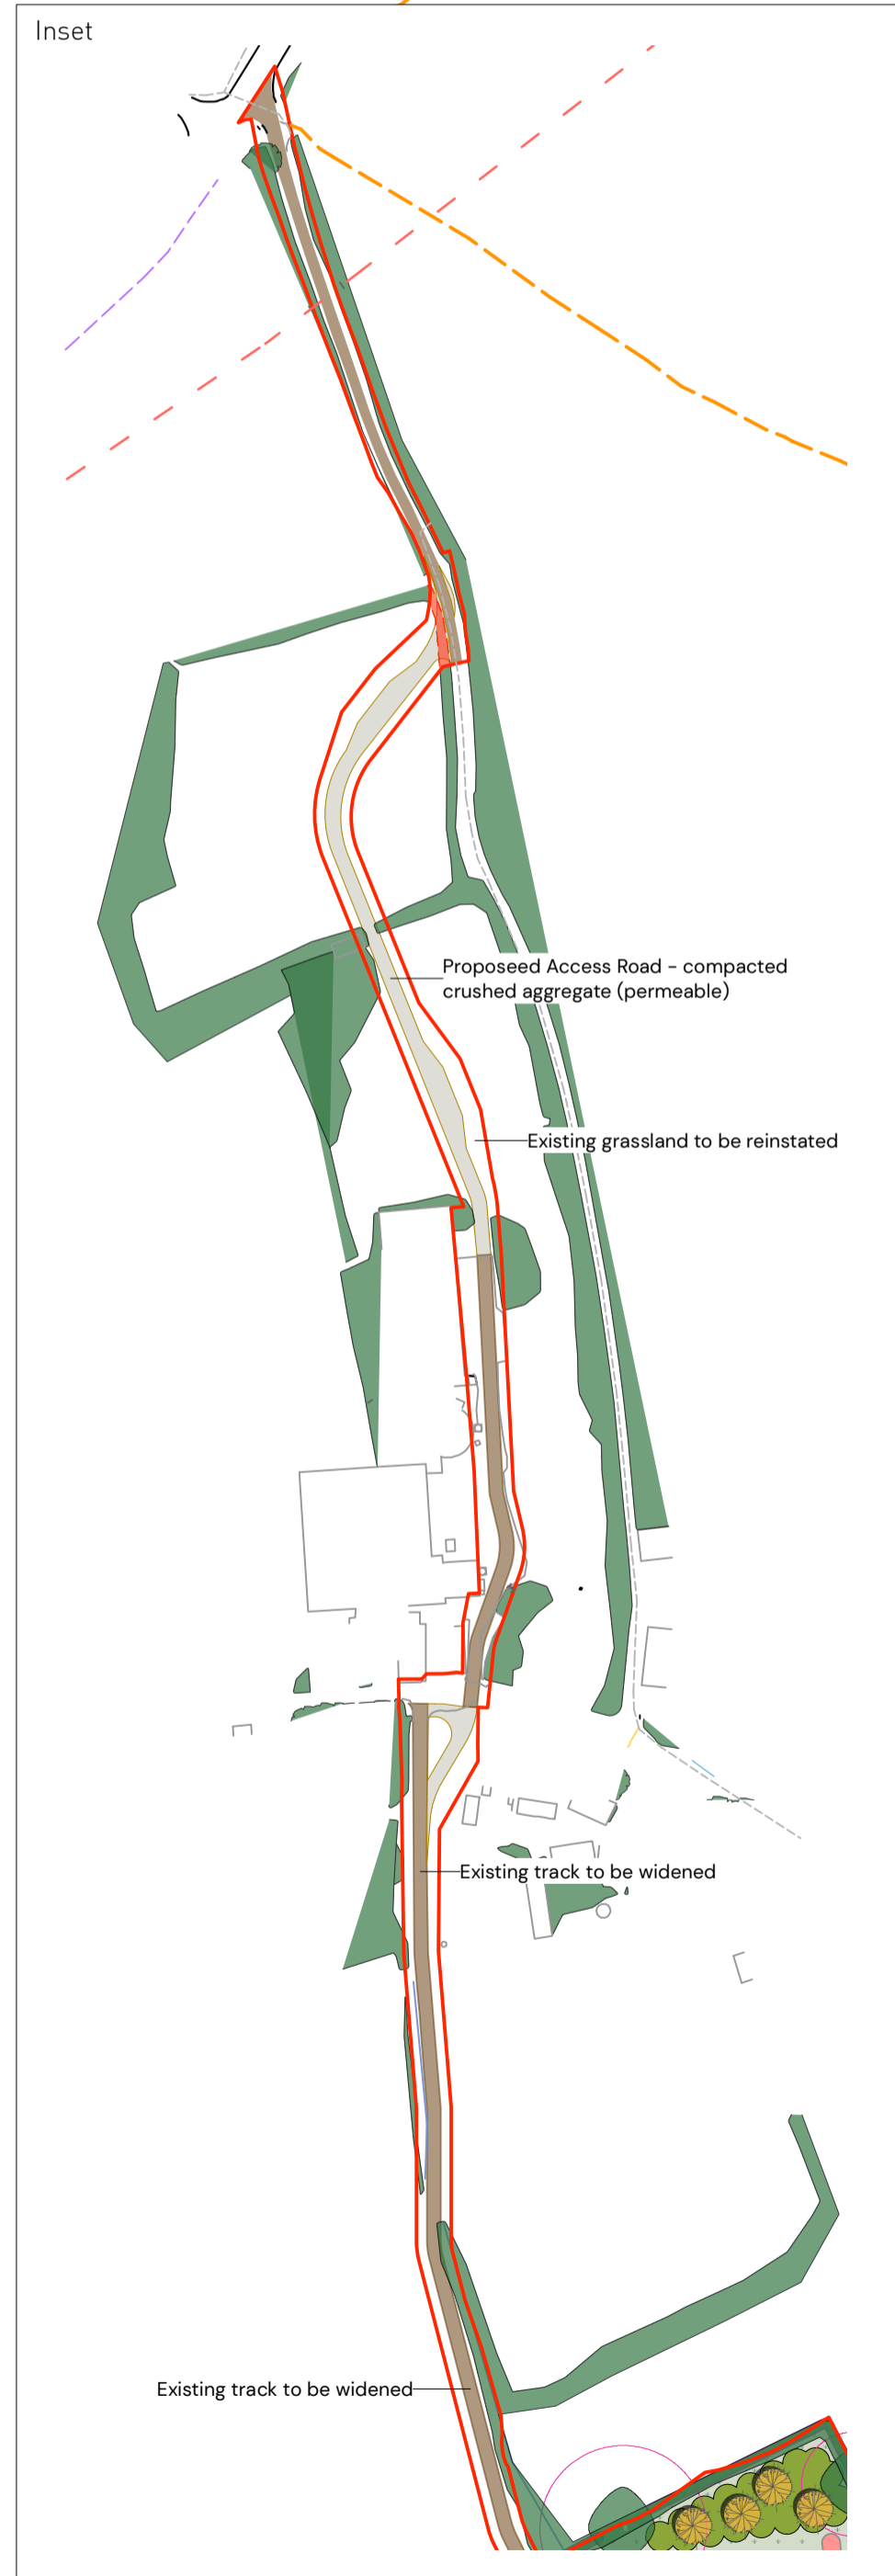 Inset
Proposeed Access Road - compacted
crushed aggregate (permeable)
Existing grassland to be reinstated
Existing track to be widened
Existing track to be widened